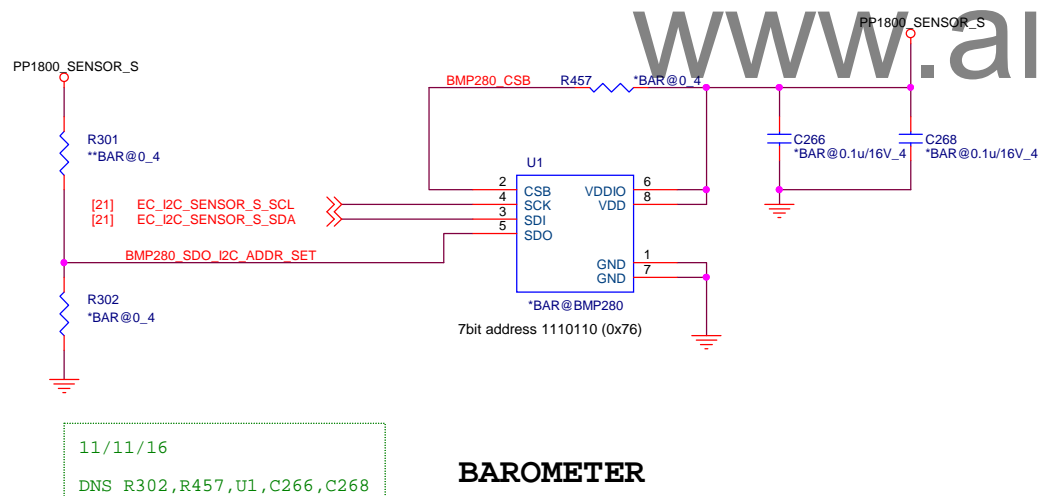 www.ai
PP1800_SENSOR_S
PP1800_SENSOR_S
BMP280_CSB
R457
*BAR@0_4
R301
**BAR@0_4
C266
*BAR@0.1u/16V_4
C268
*BAR@0.1u/16V_4
U1
2
CSB
VDDIO
6
[21] EC_I2C_SENSOR_S_SCL
4
SCK
VDD
8
[21] EC_I2C_SENSOR_S_SDA
3
SDI
5
SDO
BMP280_SDO_I2C_ADDR_SET
GND
1
GND
7
R302
*BAR@0_4
*BAR@BMP280
7bit address 1110110 (0x76)
11/11/16
DNS R302,R457,U1,C266,C268
BAROMETER